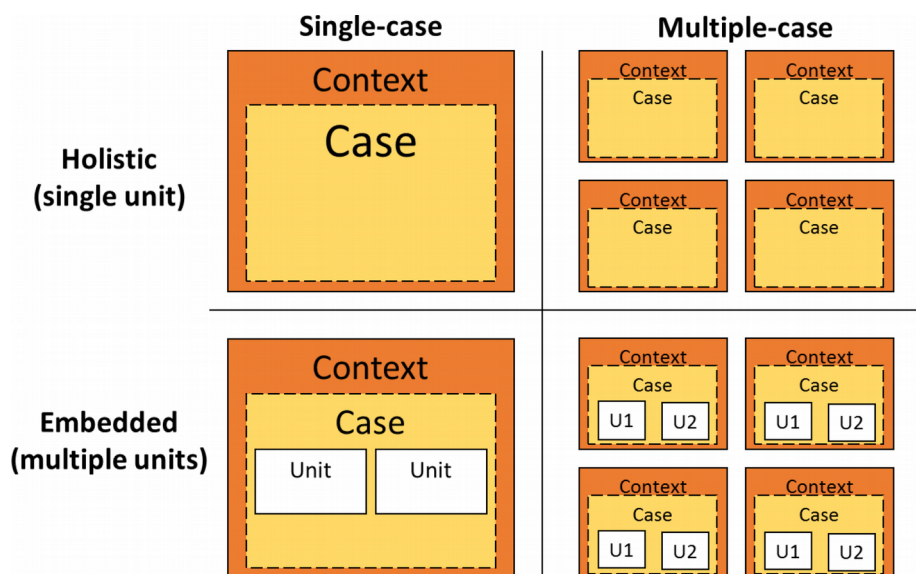 Single-case
Multiple-case
Holistic
(single unit)
Context
Case
Context
Case
Context
Case
Context
Case
Context
Case
Embedded
(multiple units)
Context
Case
Unit
Unit
Context
Case
U1
U2
Context
Case
U1
U2
Context
Case
U1
U2
Context
Case
U1
U2